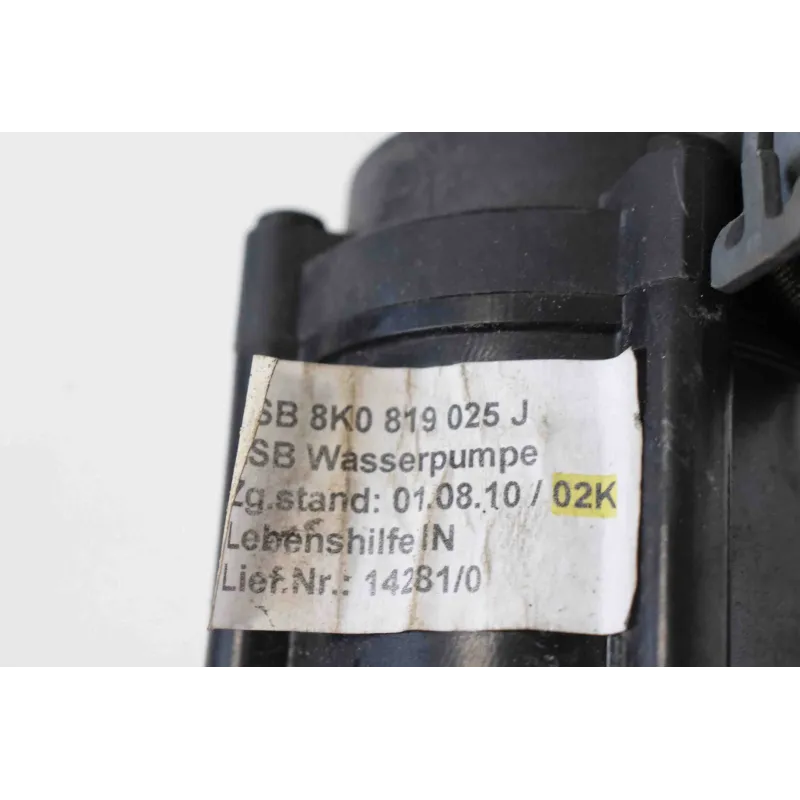 SB 8K0 819 025 J
SB Wasserpumpe
Zg.stand: 01.08.10 / 02K
Lebenshilfe IN
Lief.Nr.: 14281/0